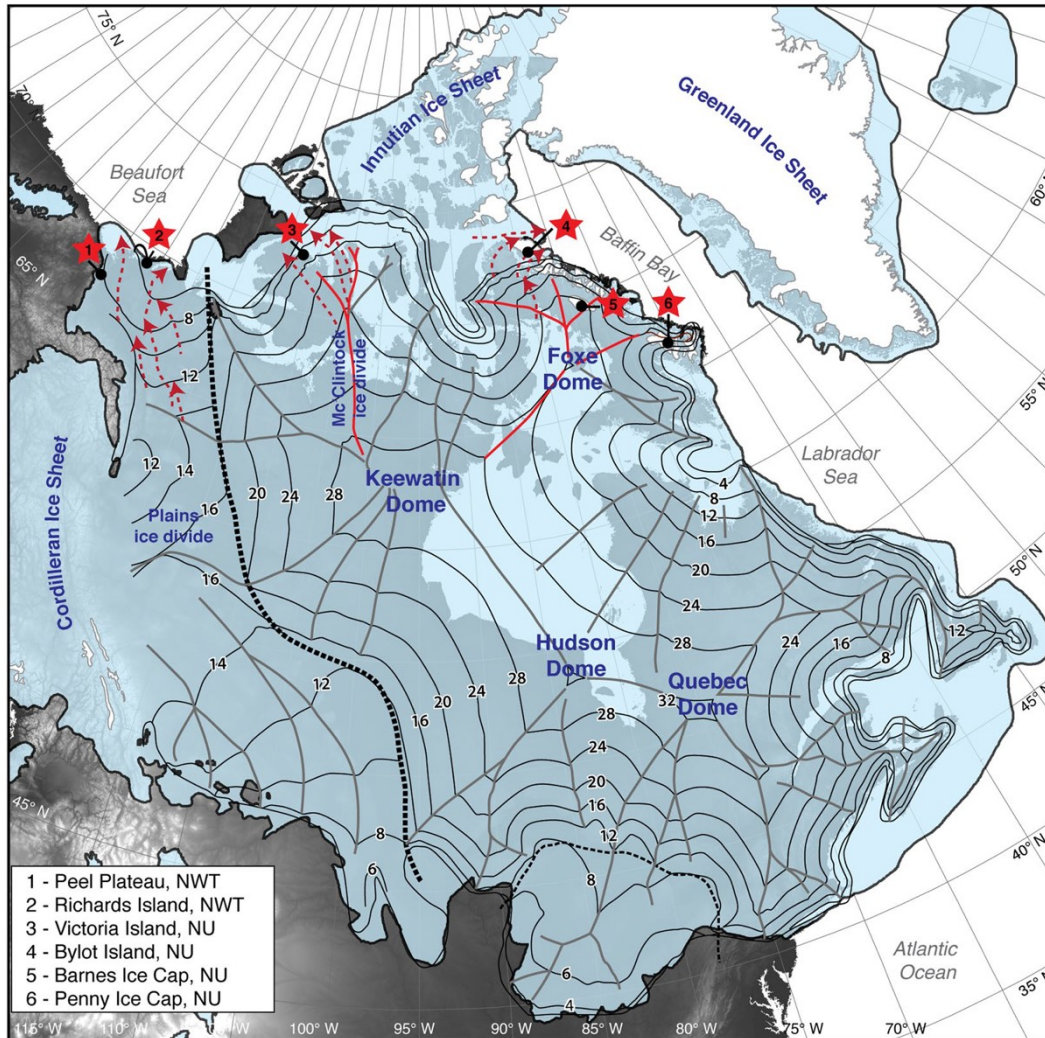 75° N
70° N
65° N
Beaufort
Sea
Innutian Ice Sheet
Greenland Ice Sheet
60° N
1
2
3
4
Baffin Bay
5
6
8
12
Mc Clintock
ice divide
Foxe
Dome
55° N
Labrador
Sea
Cordilleran Ice Sheet
12
14
16
20
24
28
Keewatin
Dome
Plains
ice divide
4
8
12
16
20
24
28
50° N
16
14
12
16
20
24
28
Hudson
Dome
Quebec
Dome
32
24
16
8
12
45° N
28
24
20
16
12
8
45° N
8
6
6
4
40° N
35° N
Atlantic
Ocean
1 - Peel Plateau, NWT
2 - Richards Island, NWT
3 - Victoria Island, NU
4 - Bylot Island, NU
5 - Barnes Ice Cap, NU
6 - Penny Ice Cap, NU
115° W
110° W
100° W
95° W
90° W
85° W
80° W
75° W
70° W